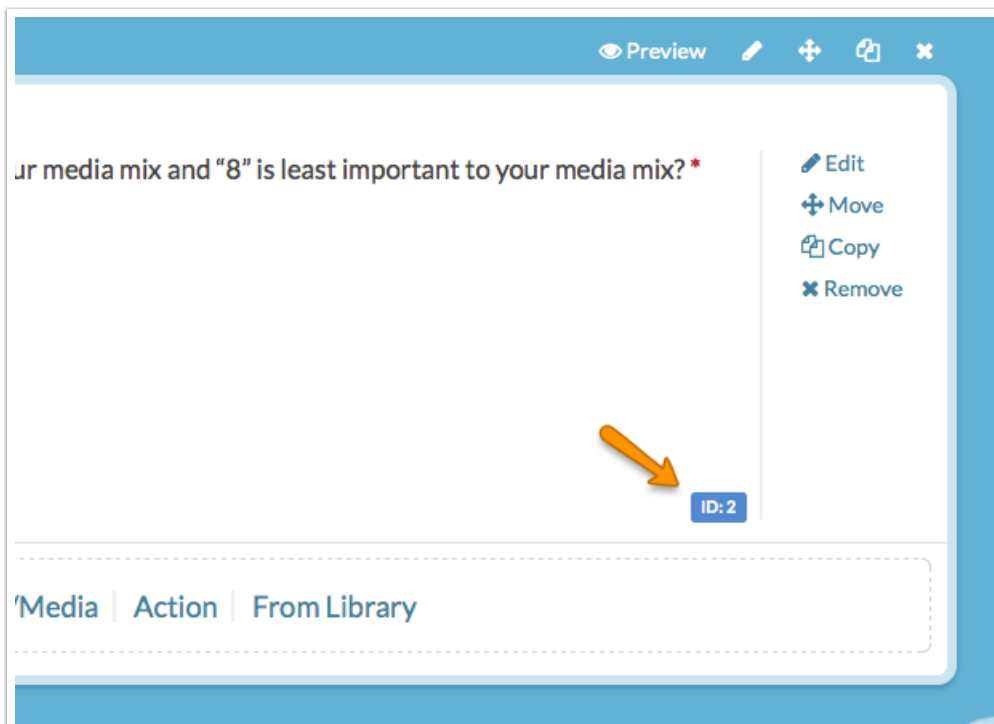 Preview
ur media mix and “8” is least important to your media mix? *
Edit
Move
Copy
Remove
ID: 2
/Media Action From Library